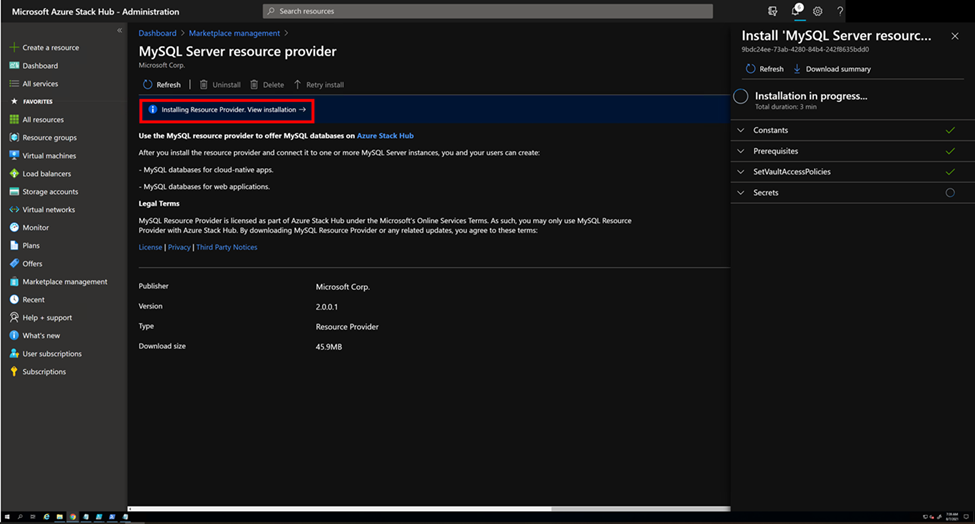 Microsoft Azure Stack Hub - Administration
Search resources
Create a resource
Dashboard
All services
FAVORITES
All resources
Resource groups
Virtual machines
Load balancers
Storage accounts
Virtual networks
Monitor
Plans
Offers
Marketplace management
Recent
Help + support
What's new
User subscriptions
Subscriptions
Dashboard > Marketplace management >
MySQL Server resource provider
Microsoft Corp.
Refresh | Uninstall Delete Retry install
Installing Resource Provider. View installation →
Use the MySQL resource provider to offer MySQL databases on Azure Stack Hub
After you install the resource provider and connect it to one or more MySQL Server instances, you and your users can create:
- MySQL databases for cloud-native apps.
- MySQL databases for web applications.
Legal Terms
MySQL Resource Provider is licensed as part of Azure Stack Hub under the Microsoft's Online Services Terms. As such, you may only use MySQL Resource
Provider with Azure Stack Hub. By downloading MySQL Resource Provider or any related updates, you agree to these terms:
License | Privacy | Third Party Notices
Publisher Microsoft Corp.
Version 2.0.0.1
Type Resource Provider
Download size 45.9MB
Install 'MySQL Server resourc...
9bdc24ee-73ab-4280-84b4-242f8635bdd0
Refresh Download summary
Installation in progress...
Total duration: 3 min
Constants
Prerequisites
SetVaultAccessPolicies
Secrets